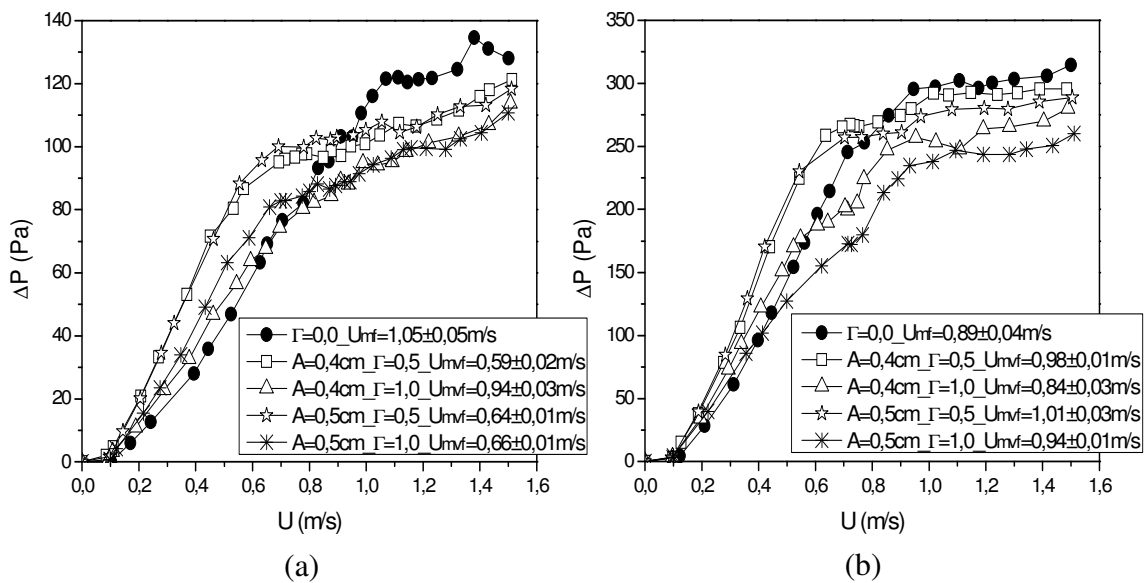 140
120
100
80
60
40
20
0
ΔP (Pa)
Γ=0,0_Umf=1,05±0,05m/s
A=0,4cm_Γ=0,5_Umvf=0,59±0,02m/s
A=0,4cm_Γ=1,0_Umvf=0,94±0,03m/s
A=0,5cm_Γ=0,5_Umvf=0,64±0,01m/s
A=0,5cm_Γ=1,0_Umvf=0,66±0,01m/s
0,0 0,2 0,4 0,6 0,8 1,0 1,2 1,4 1,6
U (m/s)
(a)
350
300
250
200
150
100
50
0
ΔP (Pa)
Γ=0,0_Umf=0,89±0,04m/s
A=0,4cm_Γ=0,5_Umvf=0,98±0,01m/s
A=0,4cm_Γ=1,0_Umvf=0,84±0,03m/s
A=0,5cm_Γ=0,5_Umvf=1,01±0,03m/s
A=0,5cm_Γ=1,0_Umvf=0,94±0,01m/s
0,0 0,2 0,4 0,6 0,8 1,0 1,2 1,4 1,6
U (m/s)
(b)